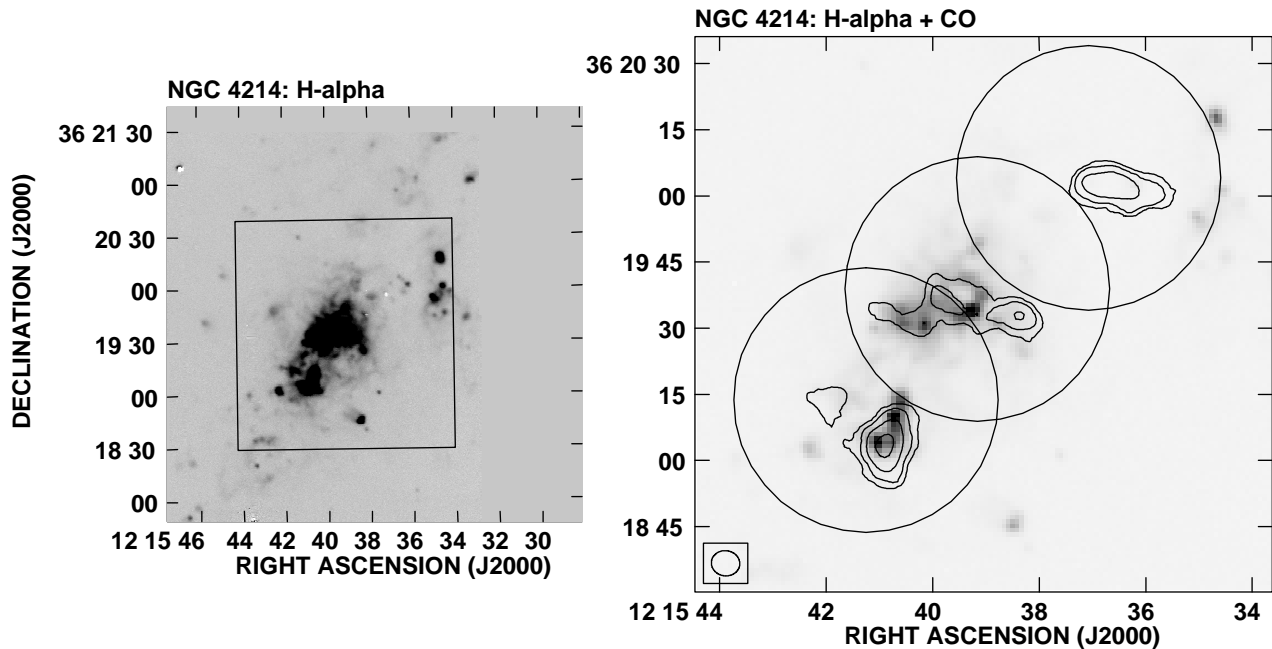 NGC 4214: H-alpha
DECLINATION (J2000)
36 21 30
00
20 30
00
19 30
00
18 30
00
12 15 46 44 42 40 38 36 34 32 30
RIGHT ASCENSION (J2000)
NGC 4214: H-alpha + CO
36 20 30
15
00
19 45
30
15
00
18 45
12 15 44 42 40 38 36 34
RIGHT ASCENSION (J2000)